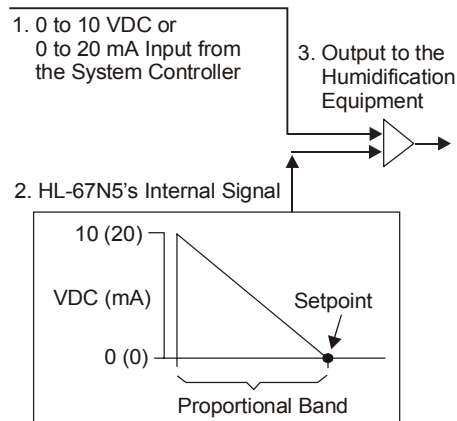 1. 0 to 10 VDC or
0 to 20 mA Input from
the System Controller
3. Output to the
Humidification
Equipment
2. HL-67N5's Internal Signal
10 (20)
VDC (mA)
Setpoint
0 (0)
Proportional Band